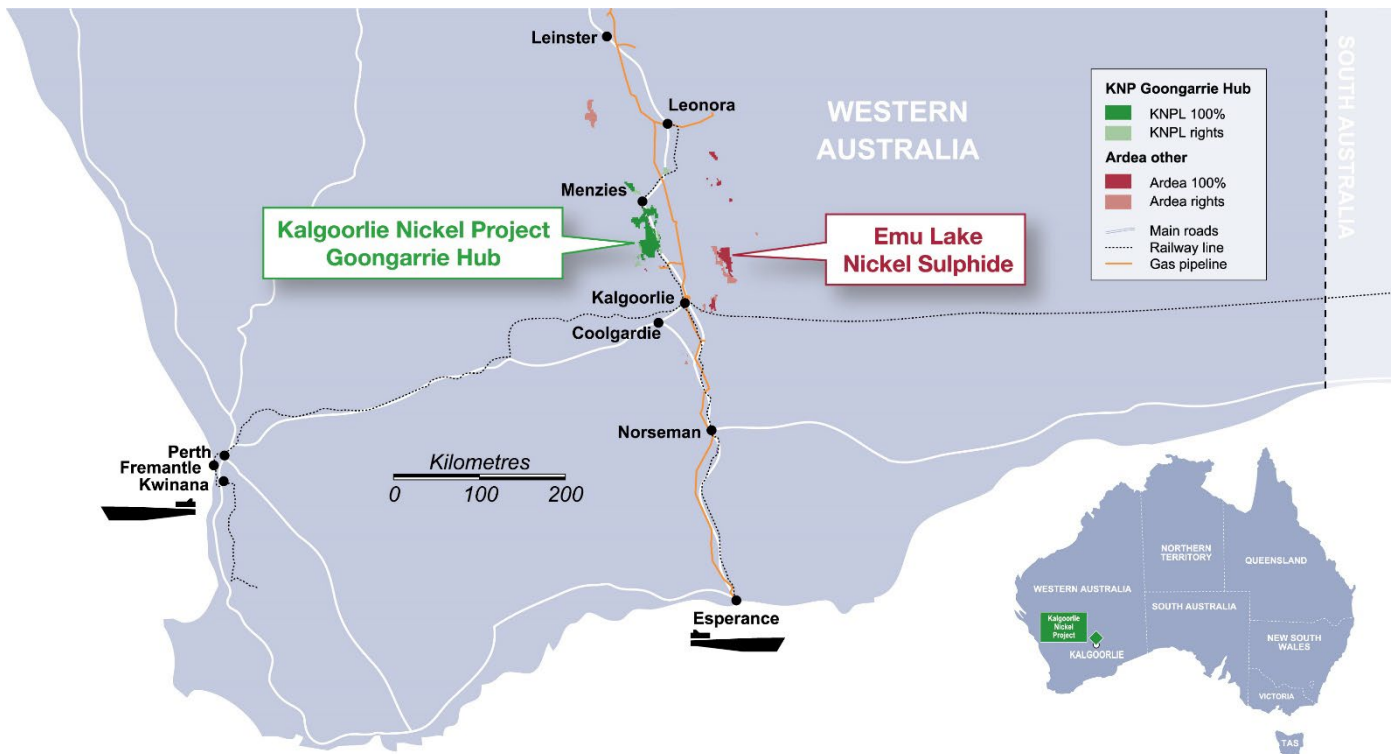 Leinster
Leonora
WESTERN
AUSTRALIA
SOUTH AUSTRALIA
KNP Goongarrie Hub
KNPL 100%
KNPL rights
Ardea other
Ardea 100%
Ardea rights
Main roads
Railway line
Gas pipeline
Menzies
Kalgoorlie Nickel Project
Goongarrie Hub
Emu Lake
Nickel Sulphide
Kalgoorlie
Coolgardie
Norseman
Perth
Fremantle
Kwinana
Kilometres
0 100 200
Esperance
NORTHERN
TERRITORY
QUEENSLAND
WESTERN AUSTRALIA
SOUTH AUSTRALIA
Kalgoorlie
Nickel
Project
KALGOORLIE
NEW SOUTH
WALES
VICTORIA
TAS